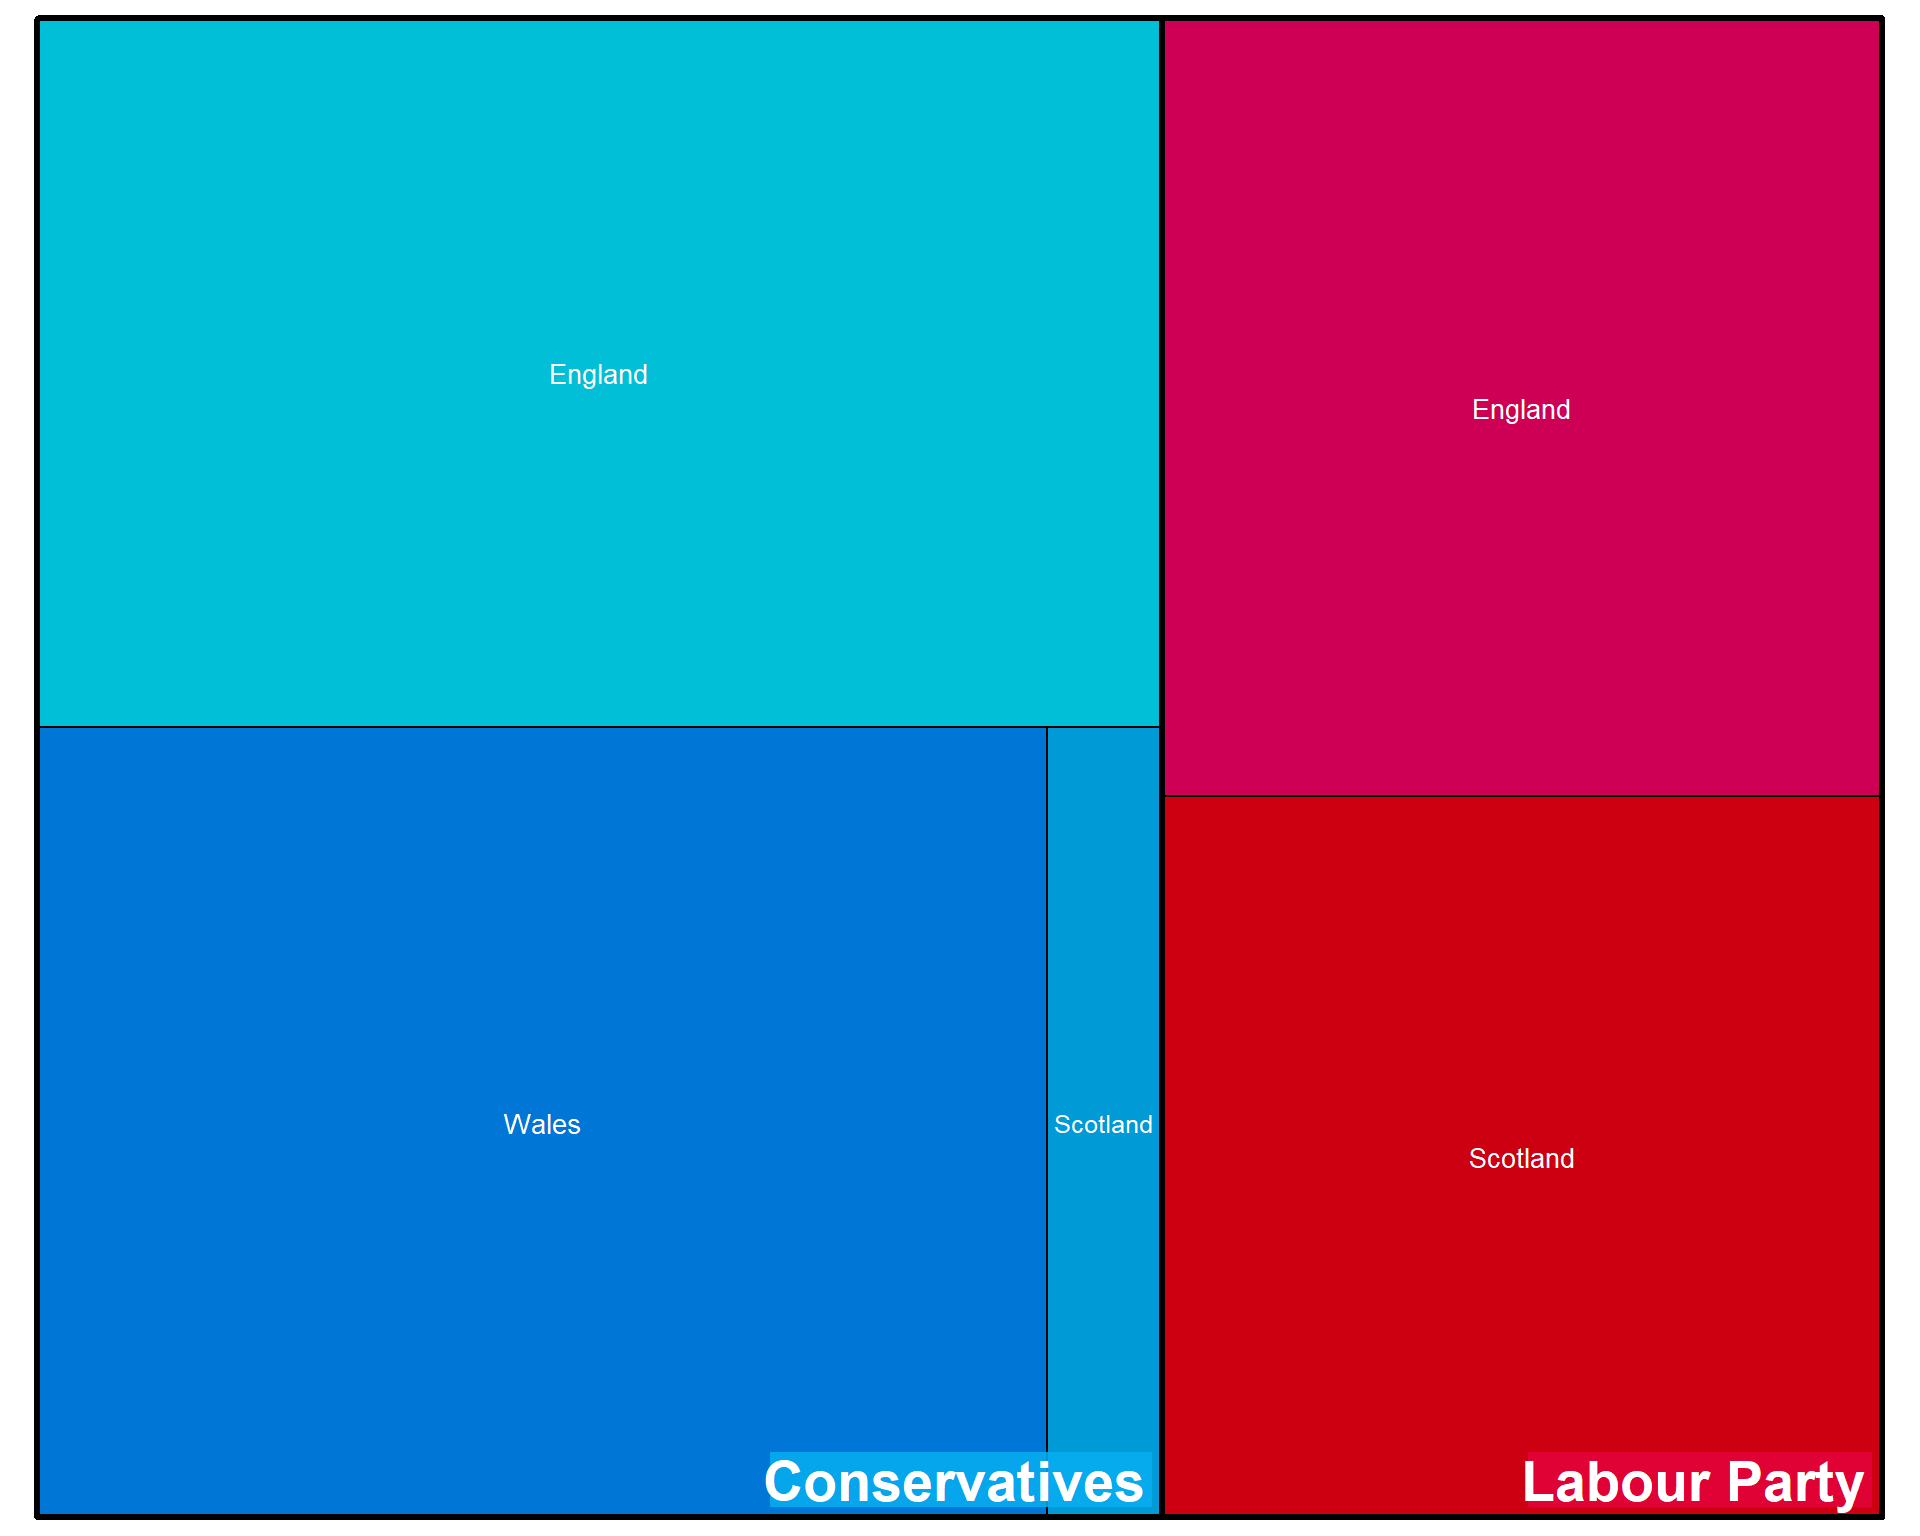 England
England
Wales
Scotland
Scotland
Conservatives
Labour Party